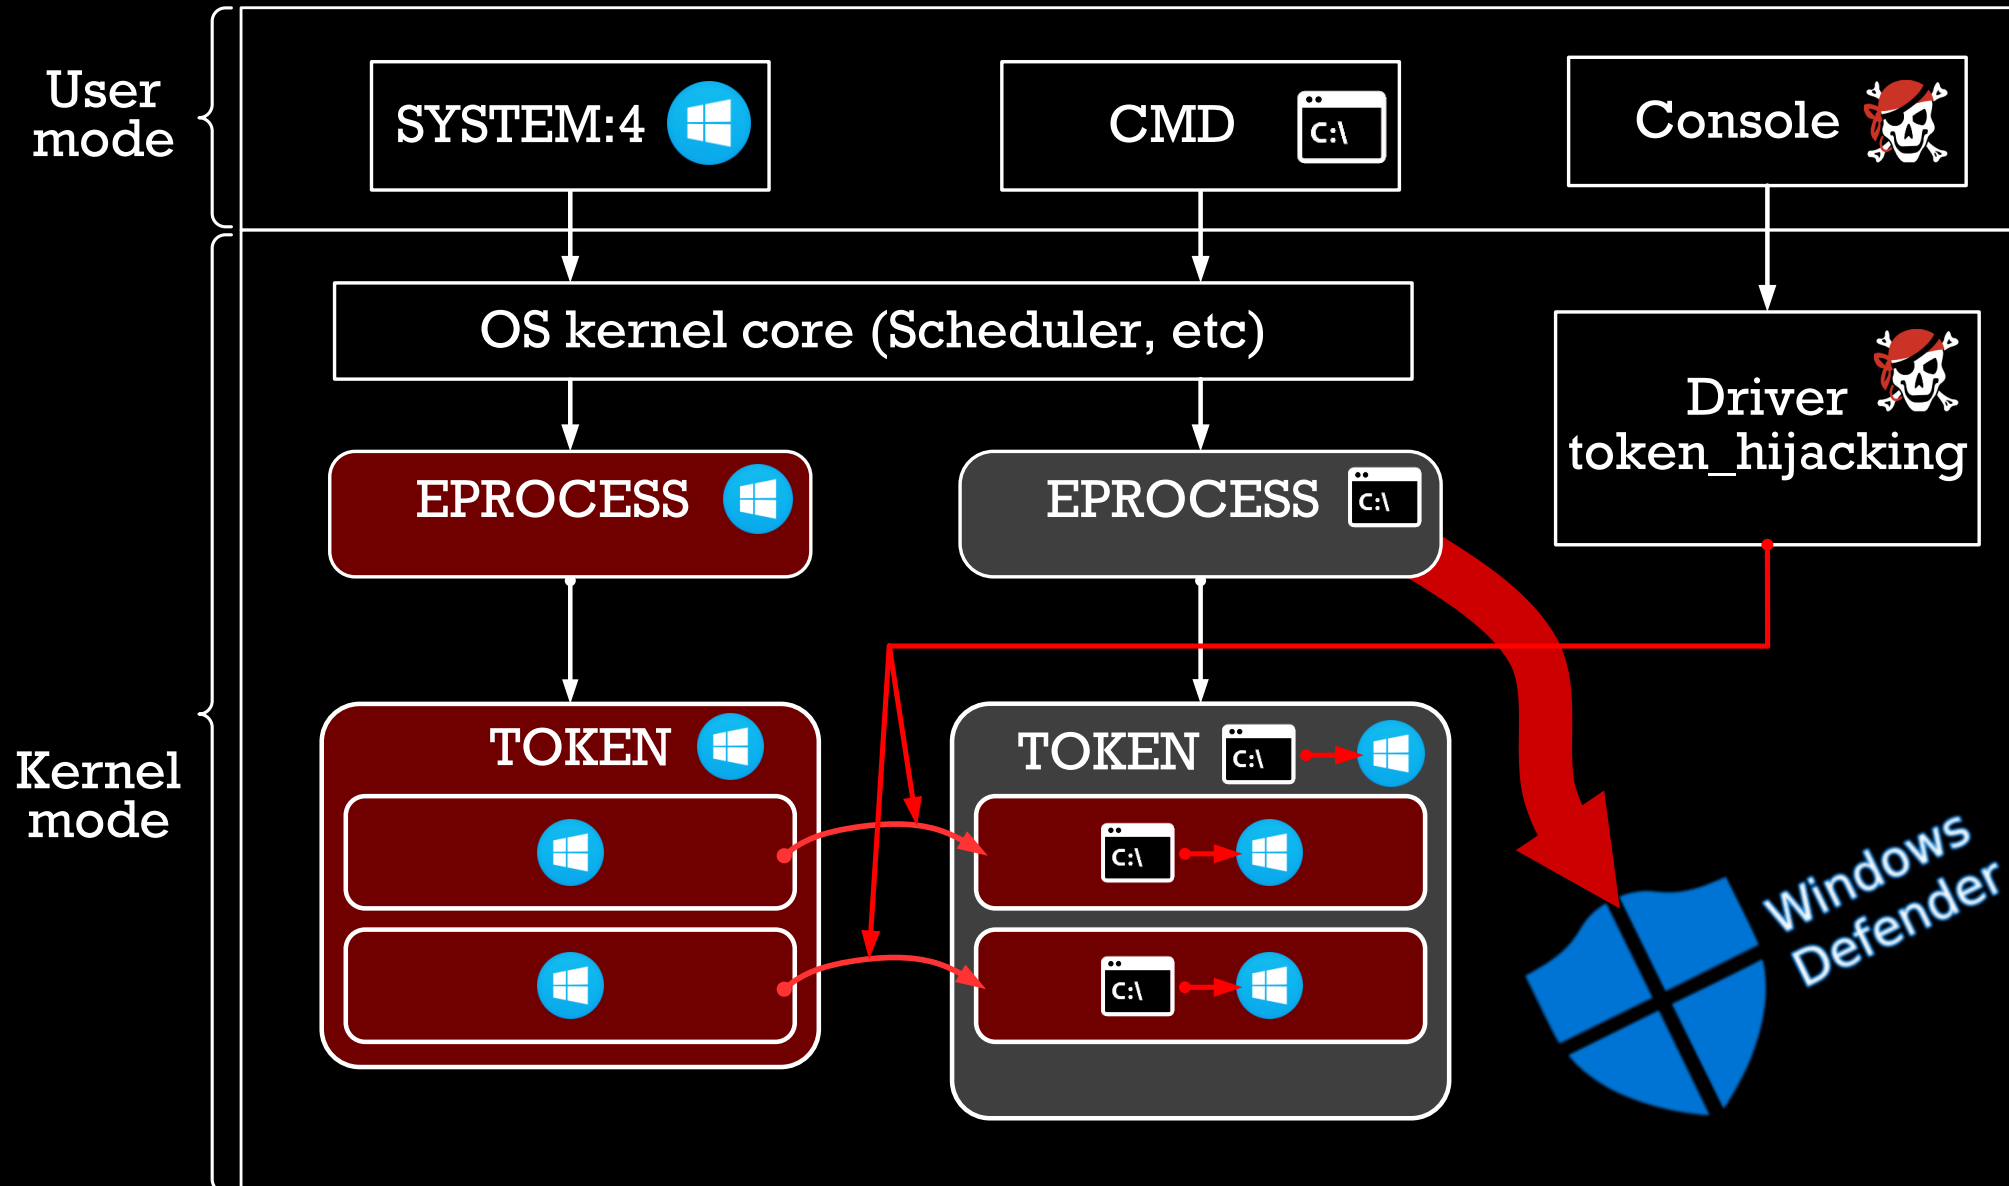 User
mode
SYSTEM:4
CMD
C:\
Console
OS kernel core (Scheduler, etc)
Driver
token_hijacking
EPROCESS
EPROCESS
C:\
Kernel
mode
TOKEN
TOKEN
C:\
C:\
C:\
Windows
Defender